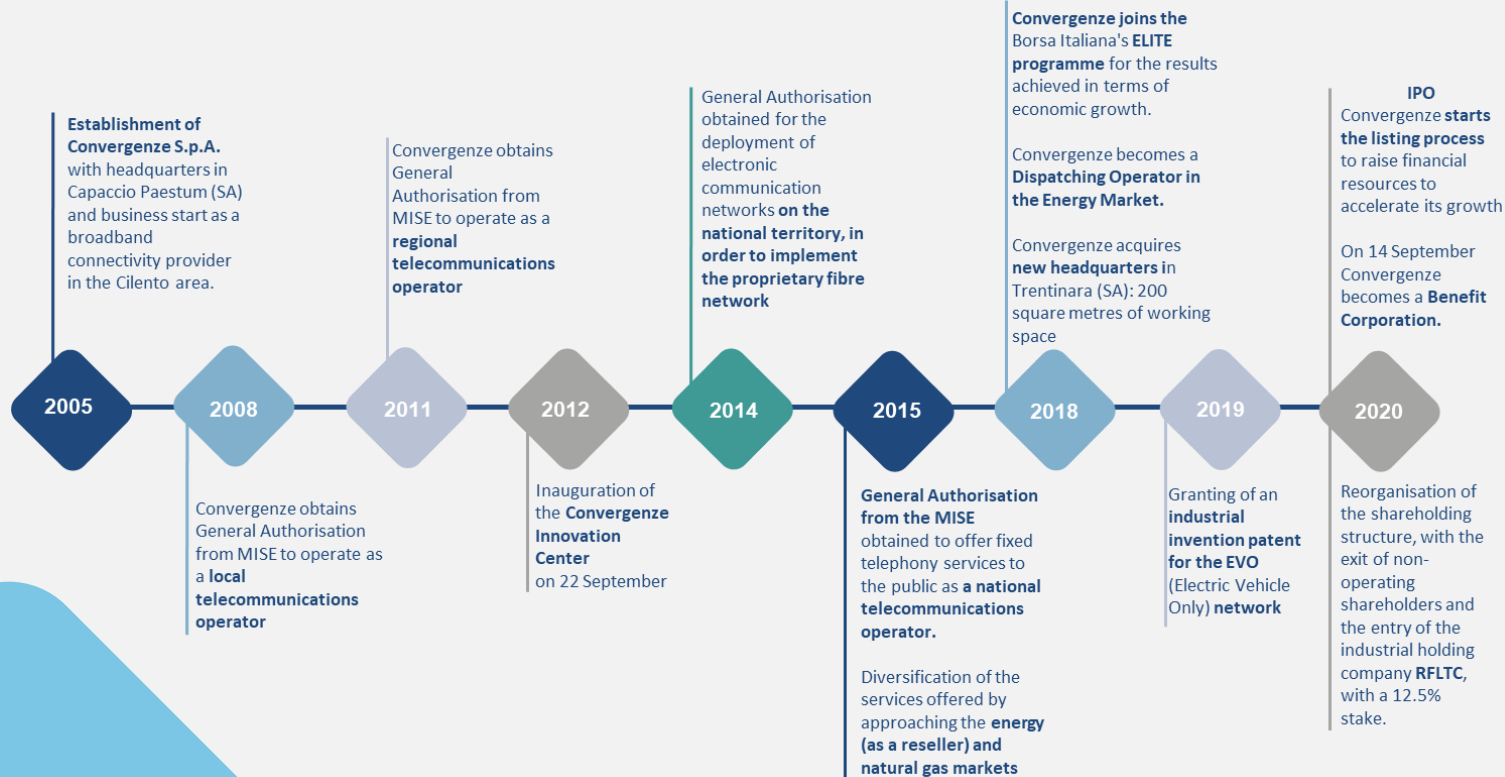 Establishment of
Convergenze S.p.A.
with headquarters in
Capaccio Paestum (SA)
and business start as a
broadband
connectivity provider
in the Cilento area.
2005
2008
Convergenze obtains
General Authorisation
from MISE to operate as
a local
telecommunications
operator
Convergenze obtains
General
Authorisation from
MISE to operate as a
regional
telecommunications
operator
2011
2012
Inauguration of
the Convergenze
Innovation
Center
on 22 September
General Authorisation
obtained for the
deployment of
electronic
communication
networks on the
national territory, in
order to implement
the proprietary fibre
network
2014
2015
General Authorisation
from the MISE
obtained to offer fixed
telephony services to
the public as a national
telecommunications
operator.
Diversification of the
services offered by
approaching the energy
(as a reseller) and
natural gas markets
Convergenze joins the
Borsa Italiana's ELITE
programme for the results
achieved in terms of
economic growth.
Convergenze becomes a
Dispatching Operator in
the Energy Market.
Convergenze acquires
new headquarters in
Trentinara (SA): 200
square metres of working
space
2018
2019
Granting of an
industrial
invention patent
for the EVO
(Electric Vehicle
Only) network
IPO
Convergenze starts
the listing process
to raise financial
resources to
accelerate its growth
On 14 September
Convergenze
becomes a Benefit
Corporation.
2020
Reorganisation of
the shareholding
structure, with the
exit of non-
operating
shareholders and
the entry of the
industrial holding
company RFLTC,
with a 12.5%
stake.